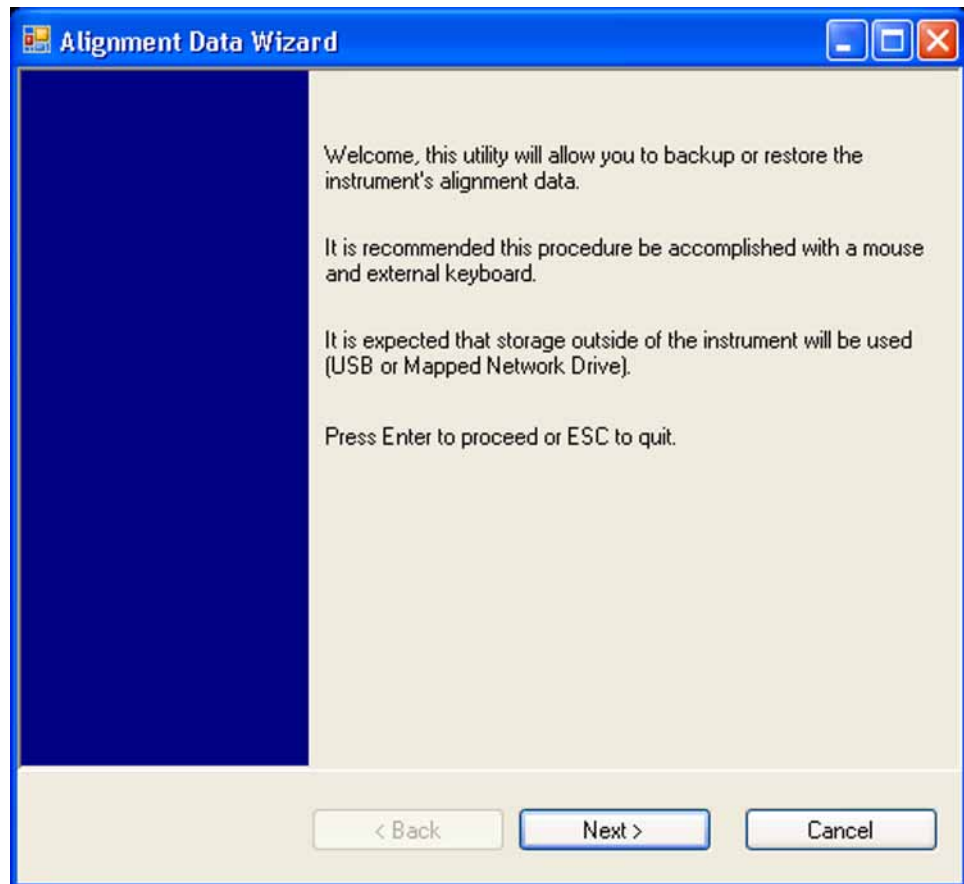 Alignment Data Wizard
Welcome, this utility will allow you to backup or restore the
instrument's alignment data.
It is recommended this procedure be accomplished with a mouse
and external keyboard.
It is expected that storage outside of the instrument will be used
(USB or Mapped Network Drive).
Press Enter to proceed or ESC to quit.
< Back
Next >
Cancel